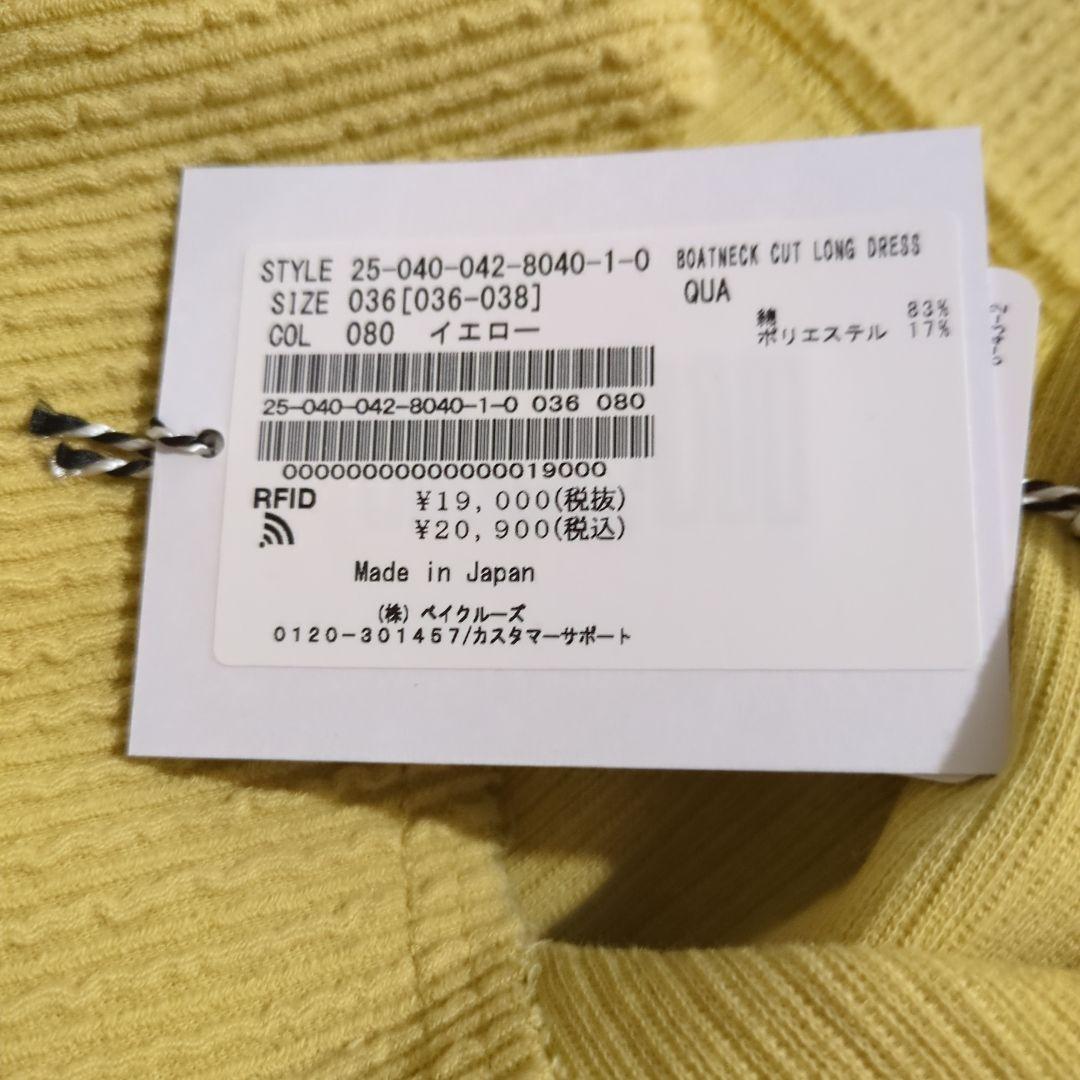 STYLE 25-040-042-8040-1-0 BOATNECK CUT LONG DRESS
SIZE 036[036-038] QUA
綿 83%
COL 080 イエロー ポリエステル 17%
25-040-042-8040-1-0 036 080
00000000000000019000
RFID ¥19,000(税抜)
¥20,900(税込)
Made in Japan
(株) ベイクルーズ
0120-301457/カスタマーサポート